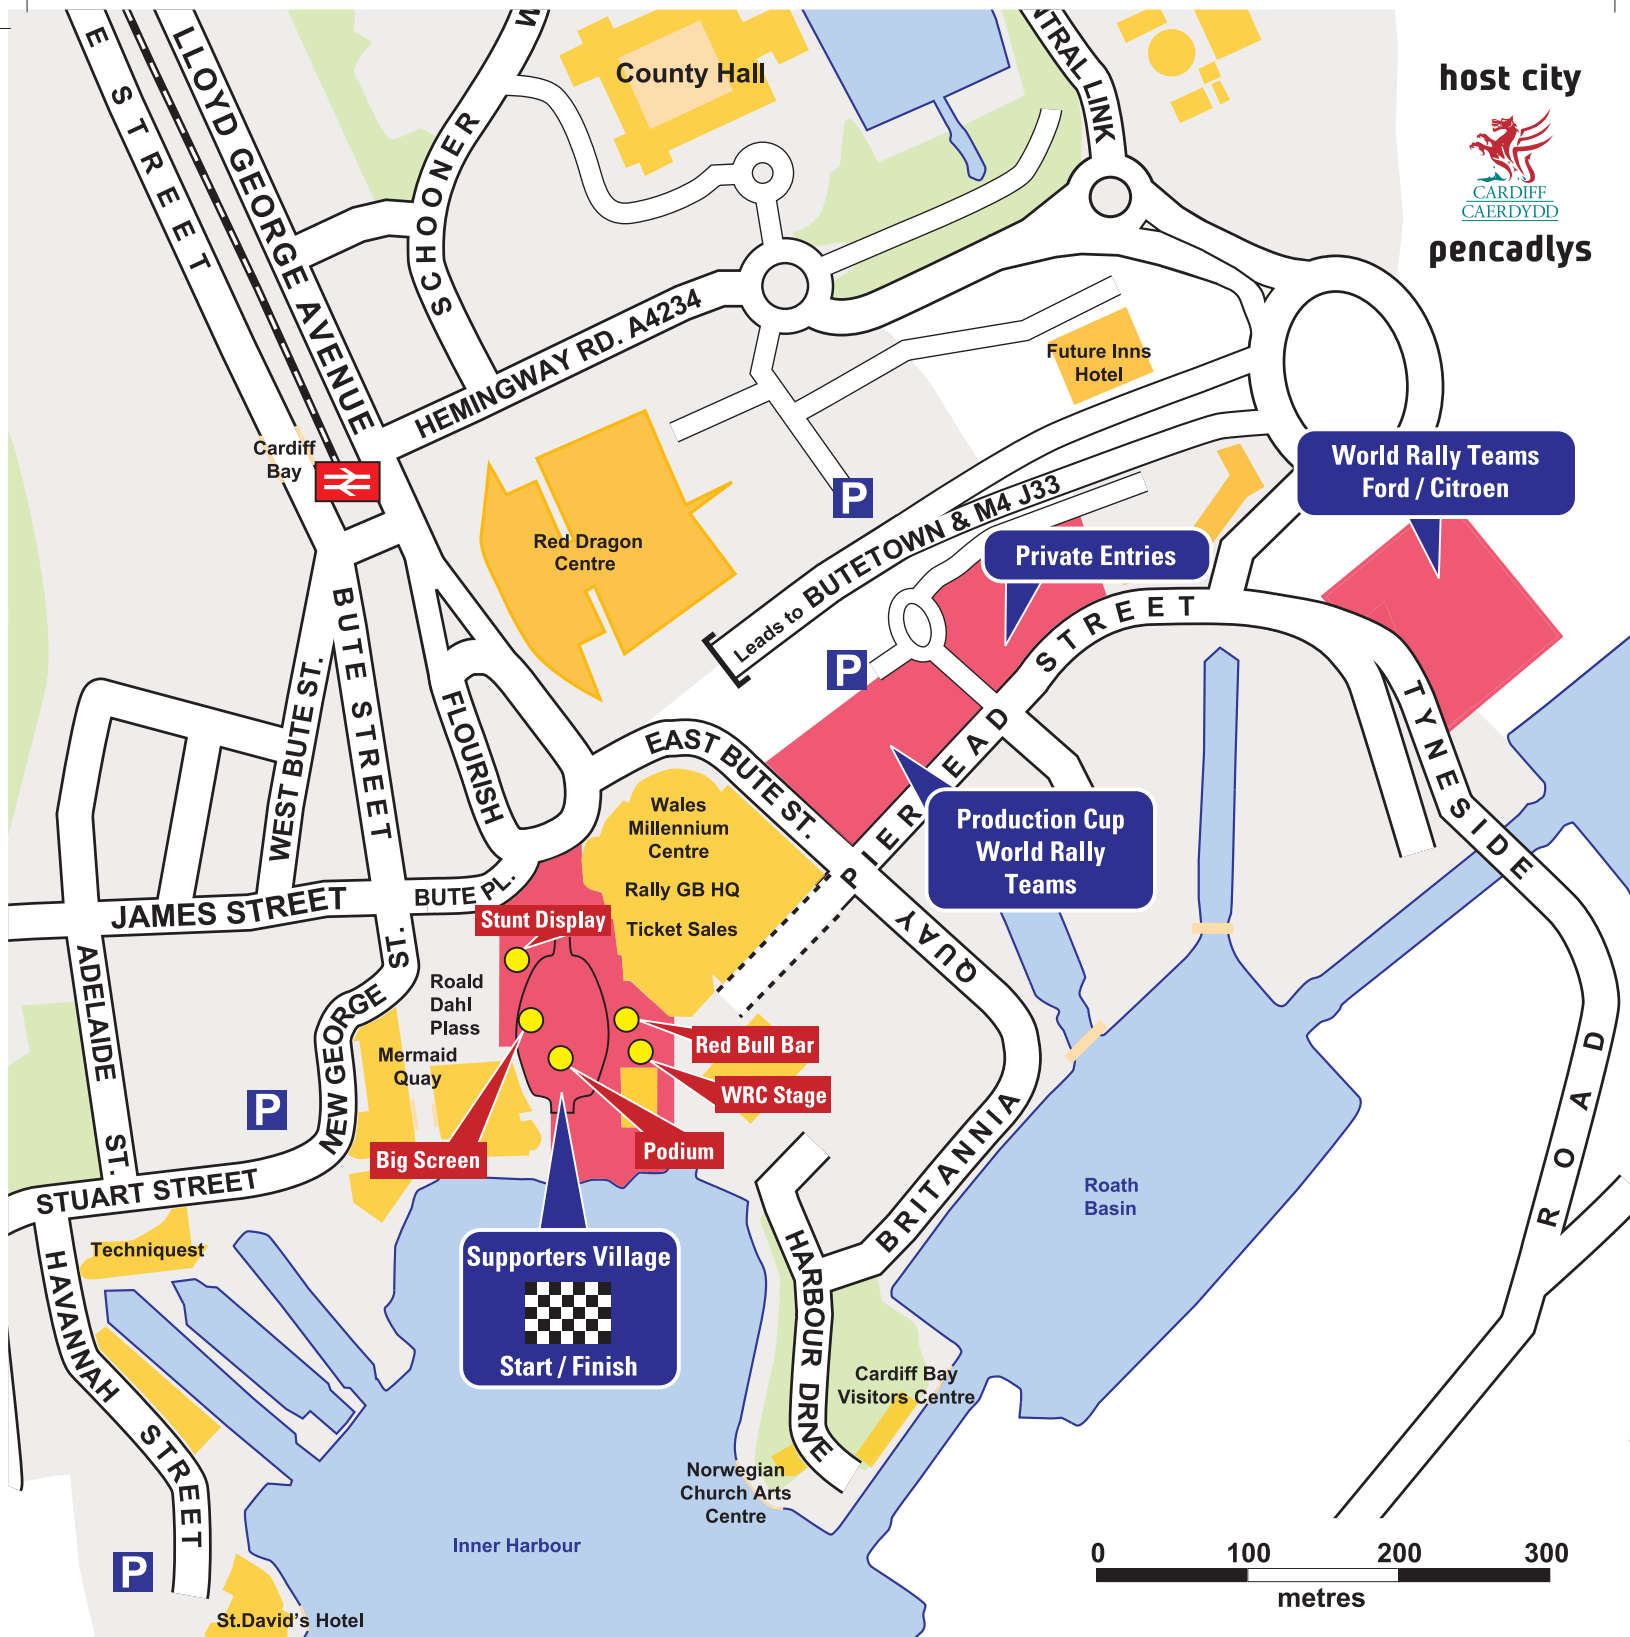 host city
CARDIFF
CAERDYDD
pencadlys
County Hall
NTRAL LINK
E STREET
LLOYD GEORGE AVENUE
SCHOONER W
HEMINGWAY RD. A4234
Future Inns
Hotel
Cardiff
Bay
Red Dragon
Centre
P
World Rally Teams
Ford / Citroen
Private Entries
Leads to BUTETOWN & M4 J33
P
PIERHEAD STREET
TYNESIDE ROAD
BUTE STREET
WEST BUTE ST.
FLOURISH
EAST BUTE ST.
Production Cup
World Rally
Teams
Wales
Millennium
Centre
Rally GB HQ
Ticket Sales
JAMES STREET
BUTE PL.
Stunt Display
BRITANNIA QUAY
ADELAIDE ST.
NEW GEORGE ST.
Roald
Dahl
Plass
Mermaid
Quay
Red Bull Bar
WRC Stage
P
Big Screen
Podium
STUART STREET
Roath
Basin
Techniquest
Supporters Village
Start / Finish
HAVANNAH STREET
HARBOUR DRIVE
Cardiff Bay
Visitors Centre
Norwegian
Church Arts
Centre
Inner Harbour
P
St.David's Hotel
0 100 200 300
metres